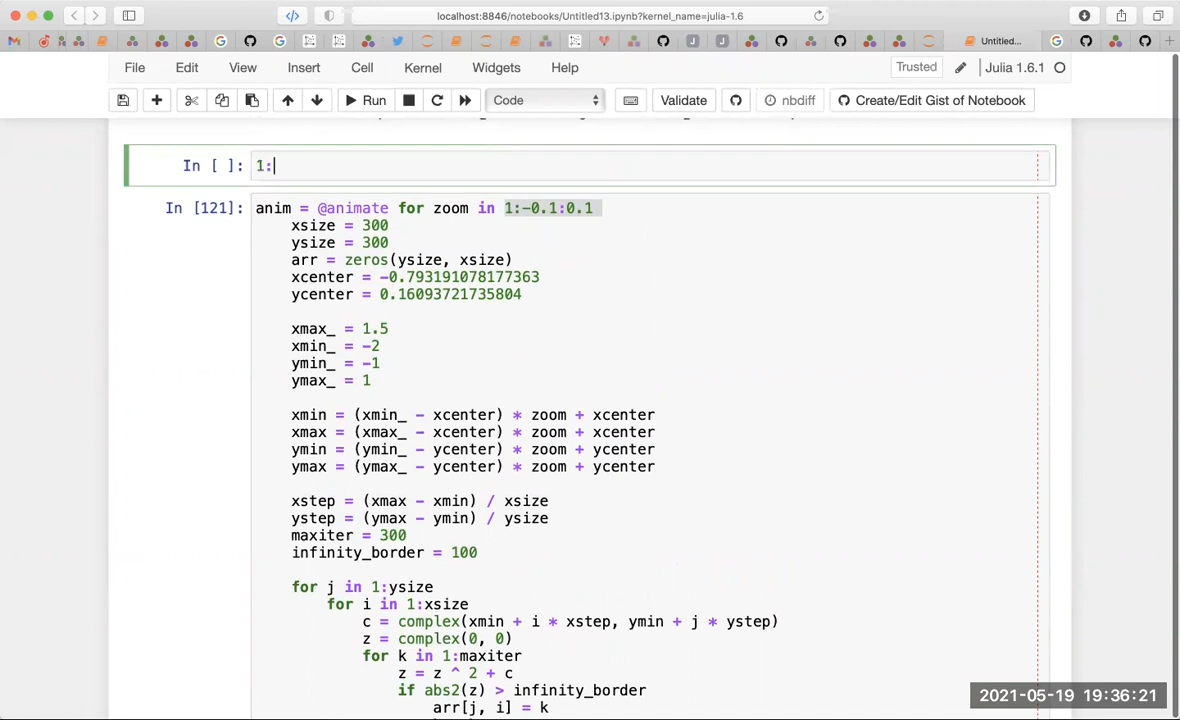 localhost:8846/notebooks/Untitled13.ipynb?kernel_name=julia-1.6
Untitled...
File Edit View Insert Cell Kernel Widgets Help Trusted Julia 1.6.1
Run Code Validate nbdiff Create/Edit Gist of Notebook
In [ ]: 1:
In [121]: anim = @animate for zoom in 1:-0.1:0.1
xsize = 300
ysize = 300
arr = zeros(ysize, xsize)
xcenter = -0.793191078177363
ycenter = 0.16093721735804
xmax_ = 1.5
xmin_ = -2
ymin_ = -1
ymax_ = 1
xmin = (xmin_ - xcenter) * zoom + xcenter
xmax = (xmax_ - xcenter) * zoom + xcenter
ymin = (ymin_ - ycenter) * zoom + ycenter
ymax = (ymax_ - ycenter) * zoom + ycenter
xstep = (xmax - xmin) / xsize
ystep = (ymax - ymin) / ysize
maxiter = 300
infinity_border = 100
for j in 1:ysize
for i in 1:xsize
c = complex(xmin + i * xstep, ymin + j * ystep)
z = complex(0, 0)
for k in 1:maxiter
z = z ^ 2 + c
if abs2(z) > infinity_border
arr[j, i] = k
2021-05-19 19:36:21